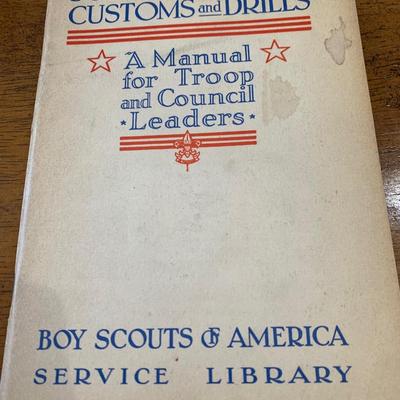 CUSTOMS and DRILLS
A Manual
for Troop
and Council
Leaders
BOY SCOUTS OF AMERICA
SERVICE LIBRARY